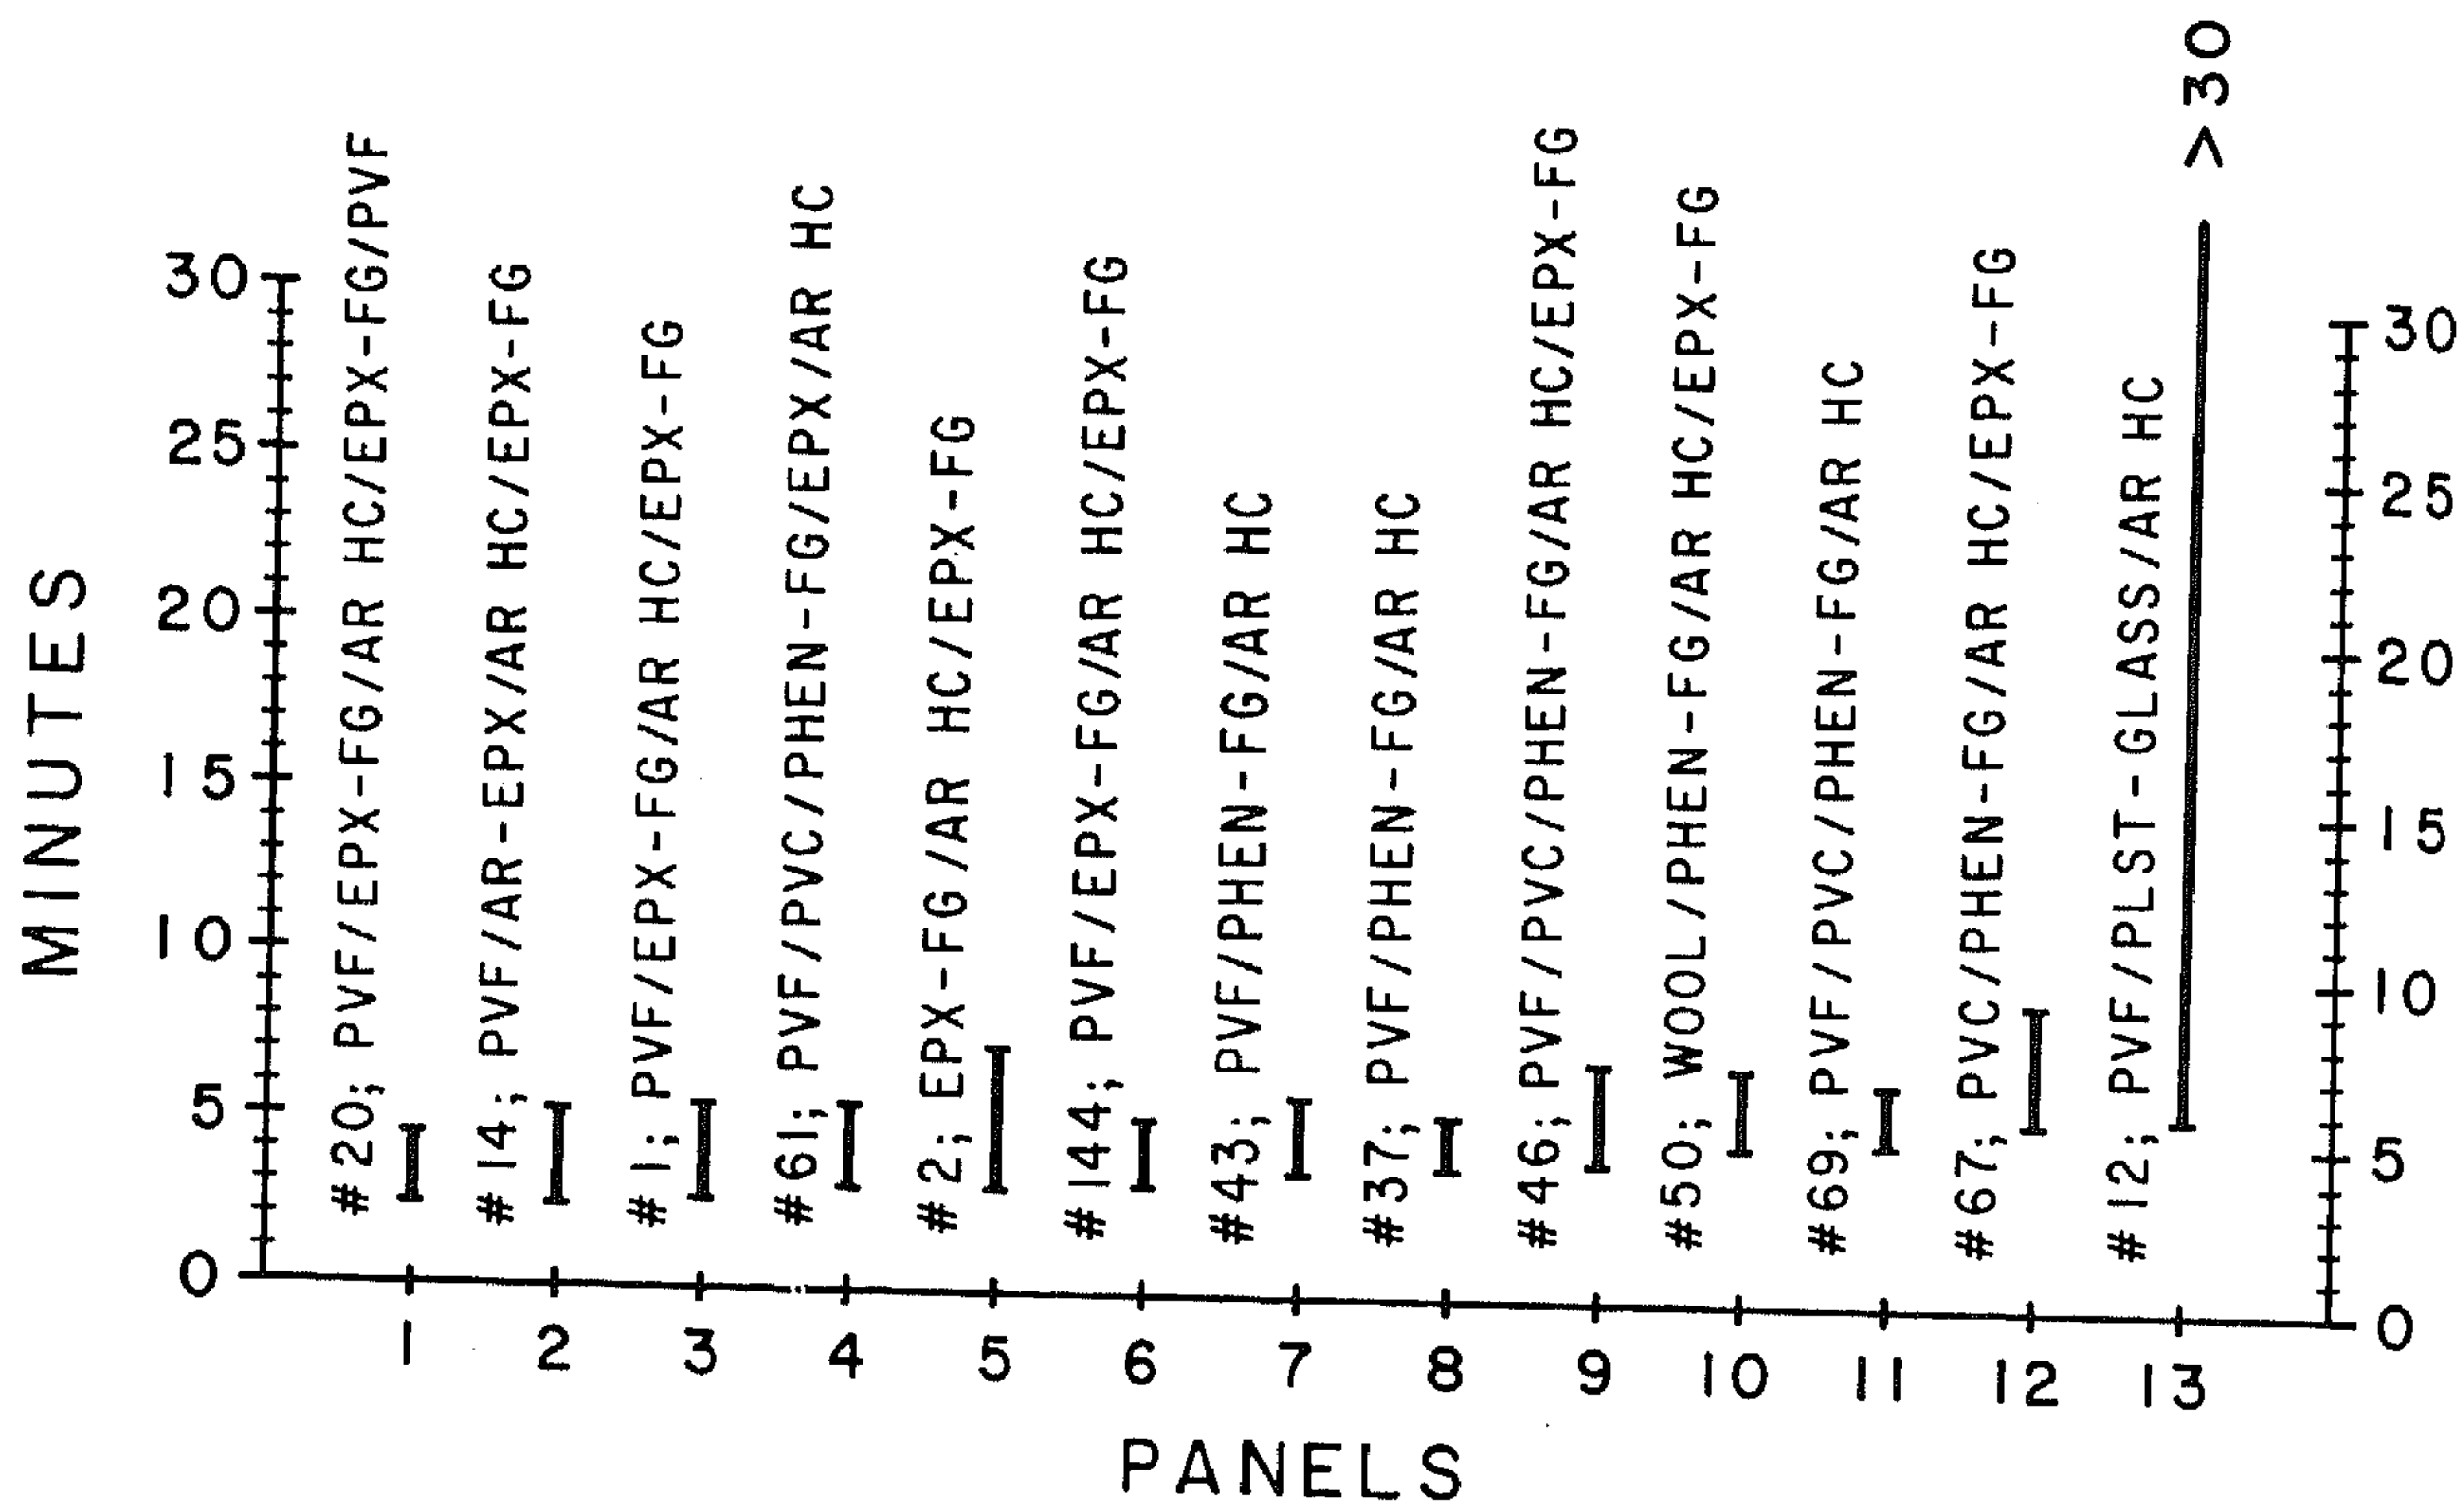 MINUTES
30
25
20
15
10
5
0
#20; PVF/EPX-FG/AR HC/EPX-FG/PVF
#14; PVF/AR-EPX/AR HC/EPX-FG
#1; PVF/EPX-FG/AR HC/EPX-FG
#61; PVF/PVC/PHEN-FG/EPX/AR HC
#2; EPX-FG/AR HC/EPX-FG
#144; PVF/EPX-FG/AR HC/EPX-FG
#43; PVF/PHEN-FG/AR HC
#37; PVF/PHEN-FG/AR HC
#46; PVF/PVC/PHEN-FG/AR HC/EPX-FG
#50; WOOL/PHEN-FG/AR HC/EPX-FG
#69; PVF/PVC/PHEN-FG/AR HC
#67; PVC/PHEN-FG/AR HC/EPX-FG
#12; PVF/PLST-GLASS/AR HC
>30
30
25
20
15
10
5
0
1 2 3 4 5 6 7 8 9 10 11 12 13
PANELS